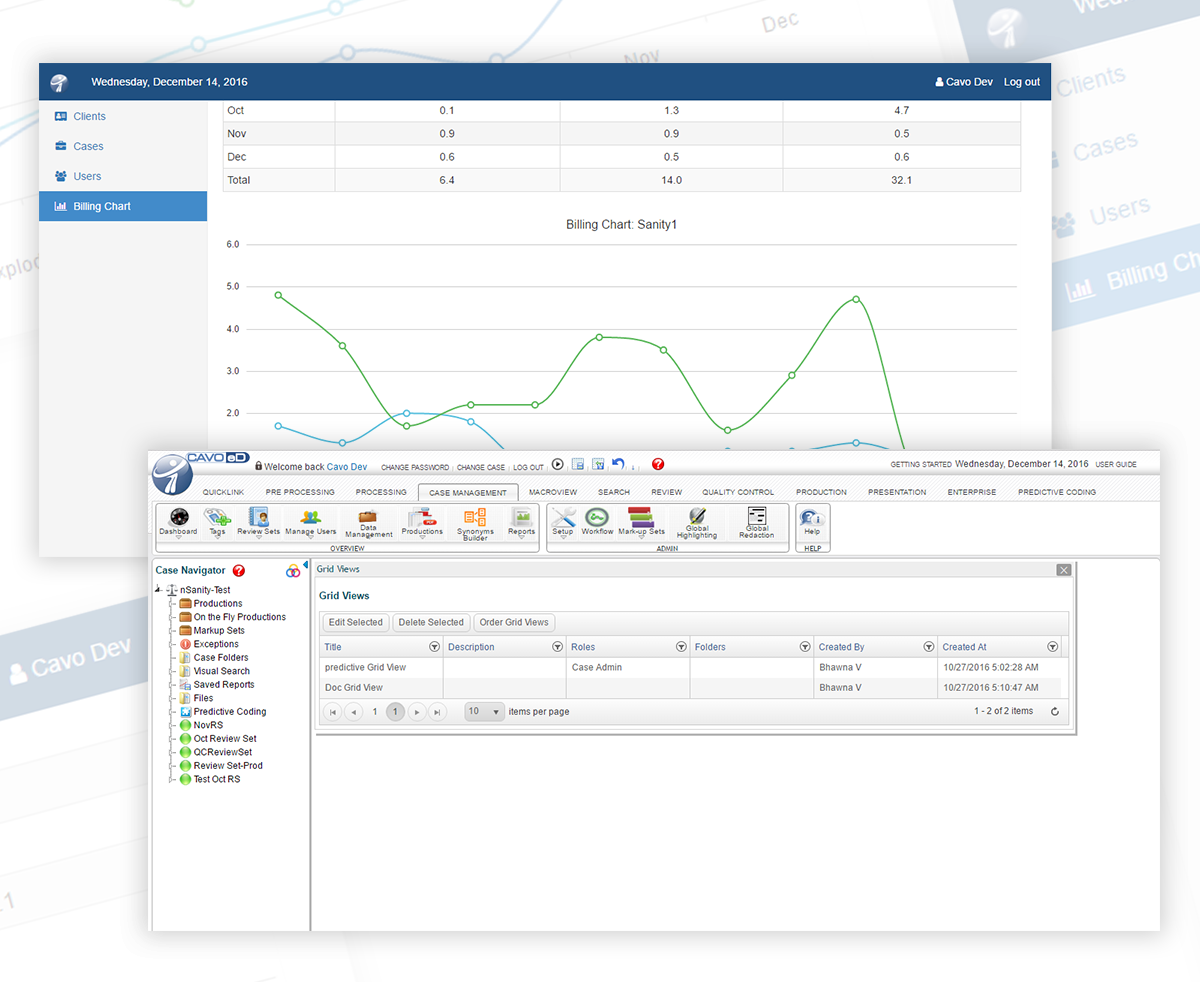 Dec
Nov
Wednesday, December 14, 2016
Cavo Dev Log out
Clients
Cases
Users
Billing Chart
Oct 0.1 1.3 4.7
Nov 0.9 0.9 0.5
Dec 0.6 0.5 0.6
Total 6.4 14.0 32.1
Billing Chart: Sanity1
6.0
5.0
4.0
3.0
2.0
Clients
Cases
Users
Billing Ch
Cavo Dev
CAVO eD
Welcome back Cavo Dev CHANGE PASSWORD CHANGE CASE LOG OUT
GETTING STARTED Wednesday, December 14, 2016 USER GUIDE
QUICKLINK PRE PROCESSING PROCESSING CASE MANAGEMENT MACROVIEW SEARCH REVIEW QUALITY CONTROL PRODUCTION PRESENTATION ENTERPRISE PREDICTIVE CODING
Dashboard Tags Review Sets Manage Users Data Management Productions Synonyms Builder Reports
OVERVIEW
Setup Workflow Mark-up Sets Global Highlighting Global Redaction
ADMIN
Help
HELP
Case Navigator
nSanity-Test
Productions
On the Fly Productions
Markup Sets
Exceptions
Case Folders
Visual Search
Saved Reports
Files
Predictive Coding
NovRS
Oct Review Set
QCReviewSet
Review Set-Prod
Test Oct RS
Grid Views
Grid Views
Edit Selected Delete Selected Order Grid Views
Title Description Roles Folders Created By Created At
predictive Grid View Case Admin Bhawna V 10/27/2016 5:02:28 AM
Doc Grid View Bhawna V 10/27/2016 5:10:47 AM
1 1 10 items per page 1 - 2 of 2 items